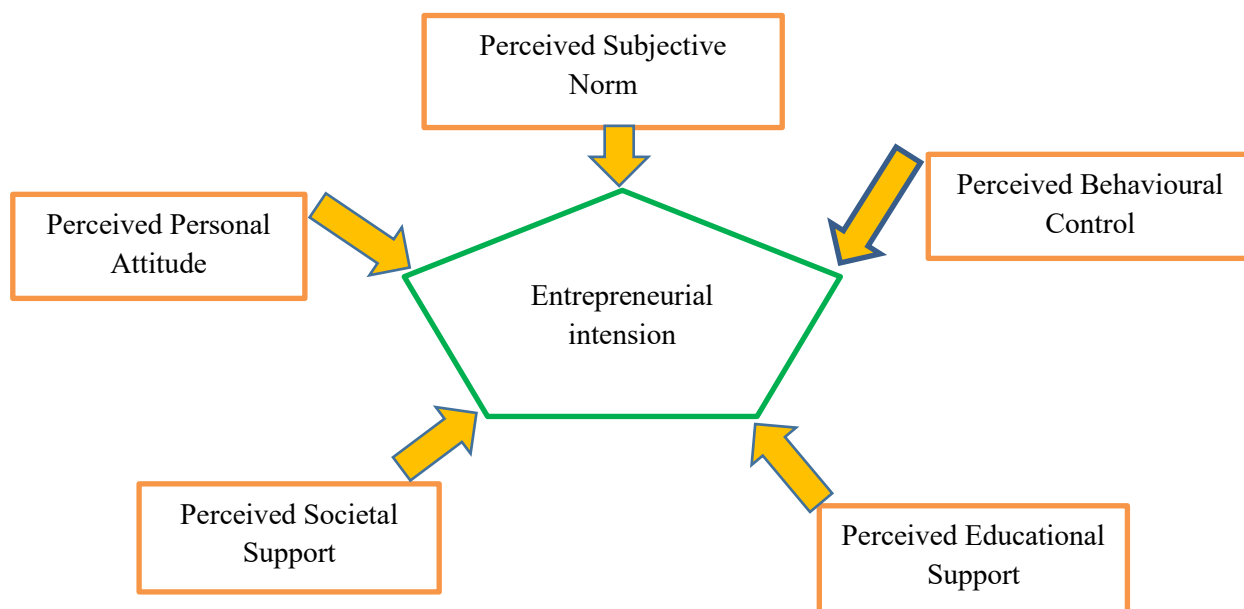 Perceived Subjective
Norm
Perceived Behavioural
Control
Perceived Personal
Attitude
Entrepreneurial
intension
Perceived Societal
Support
Perceived Educational
Support